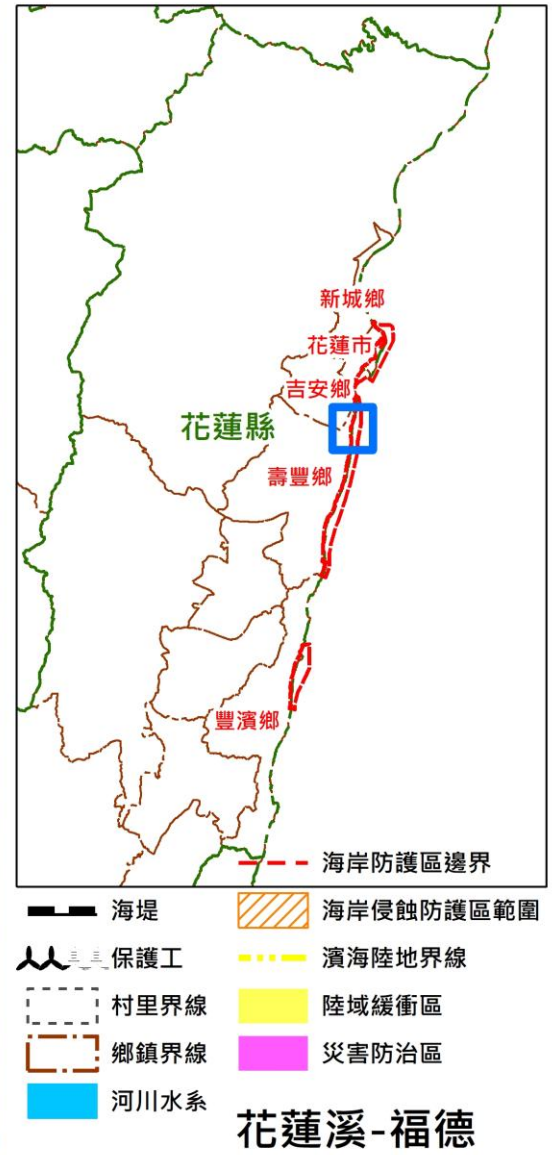 新城鄉
花蓮市
吉安鄉
花蓮縣
壽豐鄉
豐濱鄉
海岸防護區邊界
海堤
海岸侵蝕防護區範圍
保護工
濱海陸地界線
村里界線
陸域緩衝區
鄉鎮界線
災害防治區
河川水系
花蓮溪-福德